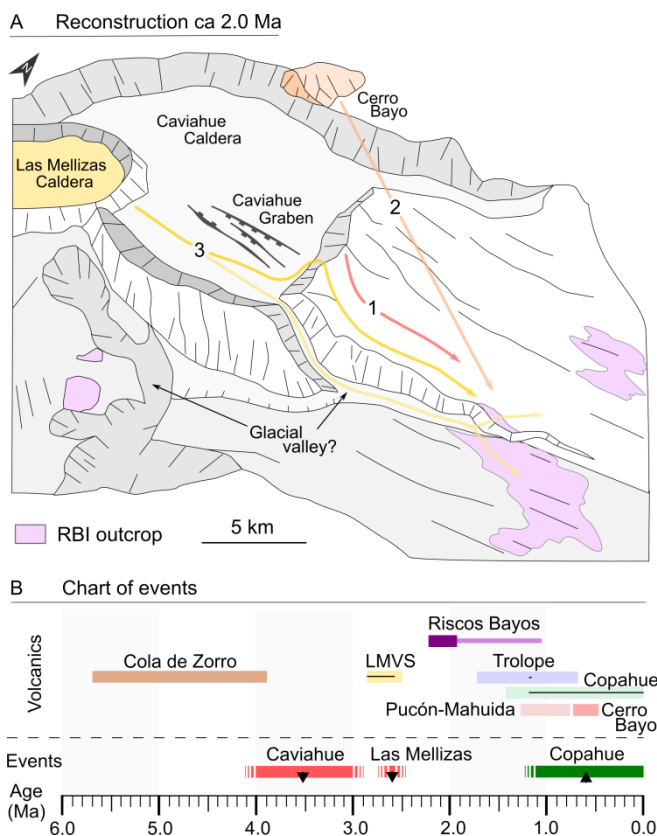 A Reconstruction ca 2.0 Ma
N
Cerro
Bayo
Caviahue
Caldera
Las Mellizas
Caldera
Caviahue
Graben
2
3
1
Glacial
valley?
RBI outcrop
5 km
B Chart of events
Volcanics
Riscos Bayos
Cola de Zorro
LMVS
Trolope
Copahue
Pucón-Mahuida
Cerro
Bayo
Events
Caviahue
Las Mellizas
Copahue
Age
(Ma)
6.0 5.0 4.0 3.0 2.0 1.0 0.0